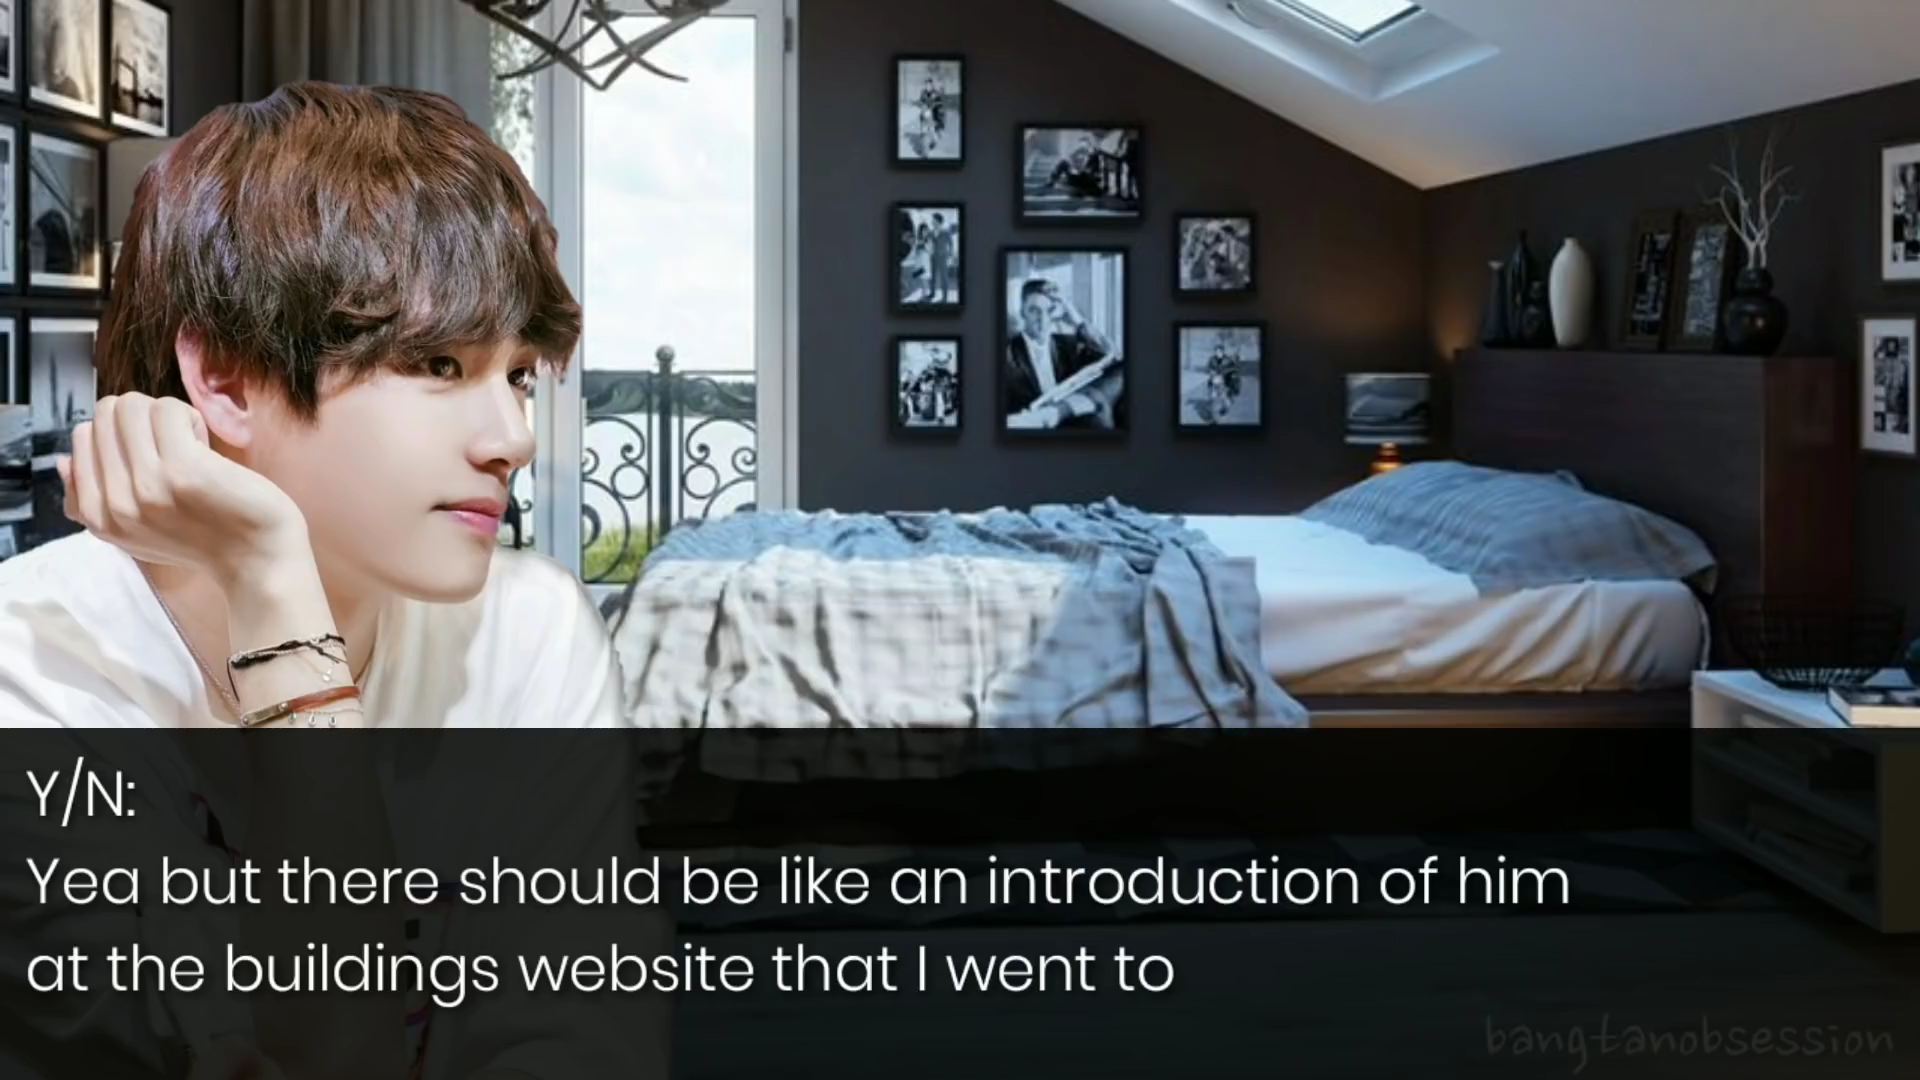 Y/N:
Yea but there should be like an introduction of him
at the buildings website that I went to
bangtanobsession